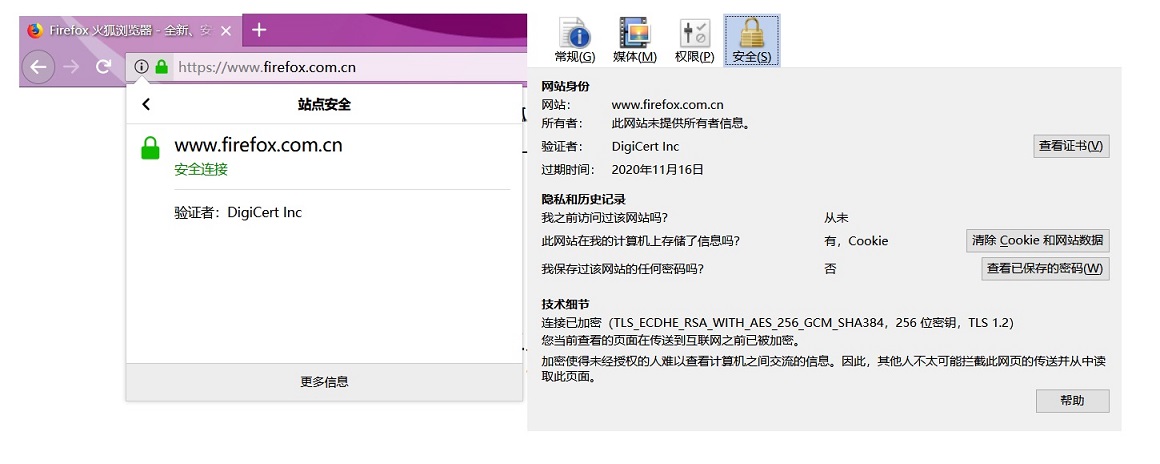 Firefox 火狐浏览器 - 全新、安
https://www.firefox.com.cn
站点安全
www.firefox.com.cn
安全连接
验证者：DigiCert Inc
更多信息
常规(G)
媒体(M)
权限(P)
安全(S)
网站身份
网站： www.firefox.com.cn
所有者： 此网站未提供所有者信息。
验证者： DigiCert Inc
查看证书(V)
过期时间： 2020年11月16日
隐私和历史记录
我之前访问过该网站吗？ 从未
此网站在我的计算机上存储了信息吗？ 有，Cookie
清除 Cookie 和网站数据
我保存过该网站的任何密码吗？ 否
查看已保存的密码(W)
技术细节
连接已加密（TLS_ECDHE_RSA_WITH_AES_256_GCM_SHA384，256 位密钥，TLS 1.2）
您当前查看的页面在传送到互联网之前已被加密。
加密使得未经授权的人难以查看计算机之间交流的信息。因此，其他人不太可能拦截此网页的传送并从中读
取此页面。
帮助